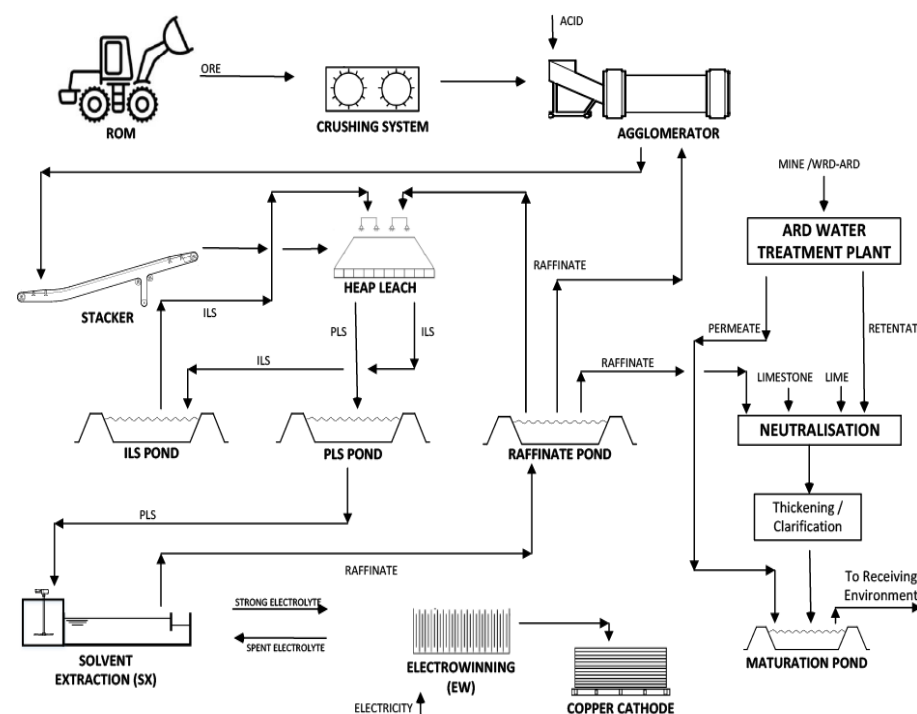 ACID
ORE
ROM
CRUSHING SYSTEM
AGGLOMERATOR
MINE /WRD-ARD
ARD WATER
TREATMENT PLANT
HEAP LEACH
RAFFINATE
STACKER
ILS
PLS
ILS
PERMEATE
RETENTAT
ILS
RAFFINATE
LIMESTONE
LIME
NEUTRALISATION
ILS POND
PLS POND
RAFFINATE POND
Thickening /
Clarification
PLS
RAFFINATE
To Receiving
Environment
STRONG ELECTROLYTE
SPENT ELECTROLYTE
SOLVENT
EXTRACTION (SX)
ELECTROWINNING
(EW)
MATURATION POND
ELECTRICITY
COPPER CATHODE